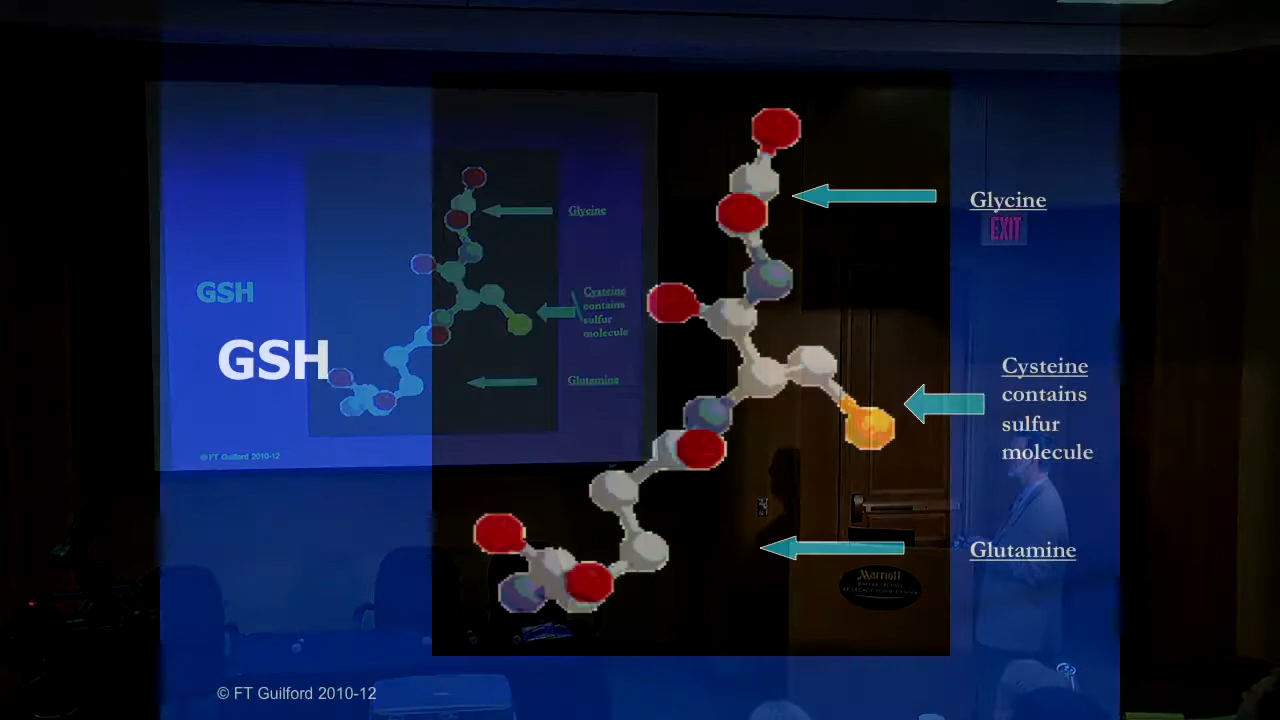 GSH
Glycine
Cysteine
contains
sulfur
molecule
Glutamine
© FT Guilford 2010-12
GSH
Glycine
Cysteine
contains
sulfur
molecule
Glutamine
© FT Guilford 2010-12
EXIT
Marriott